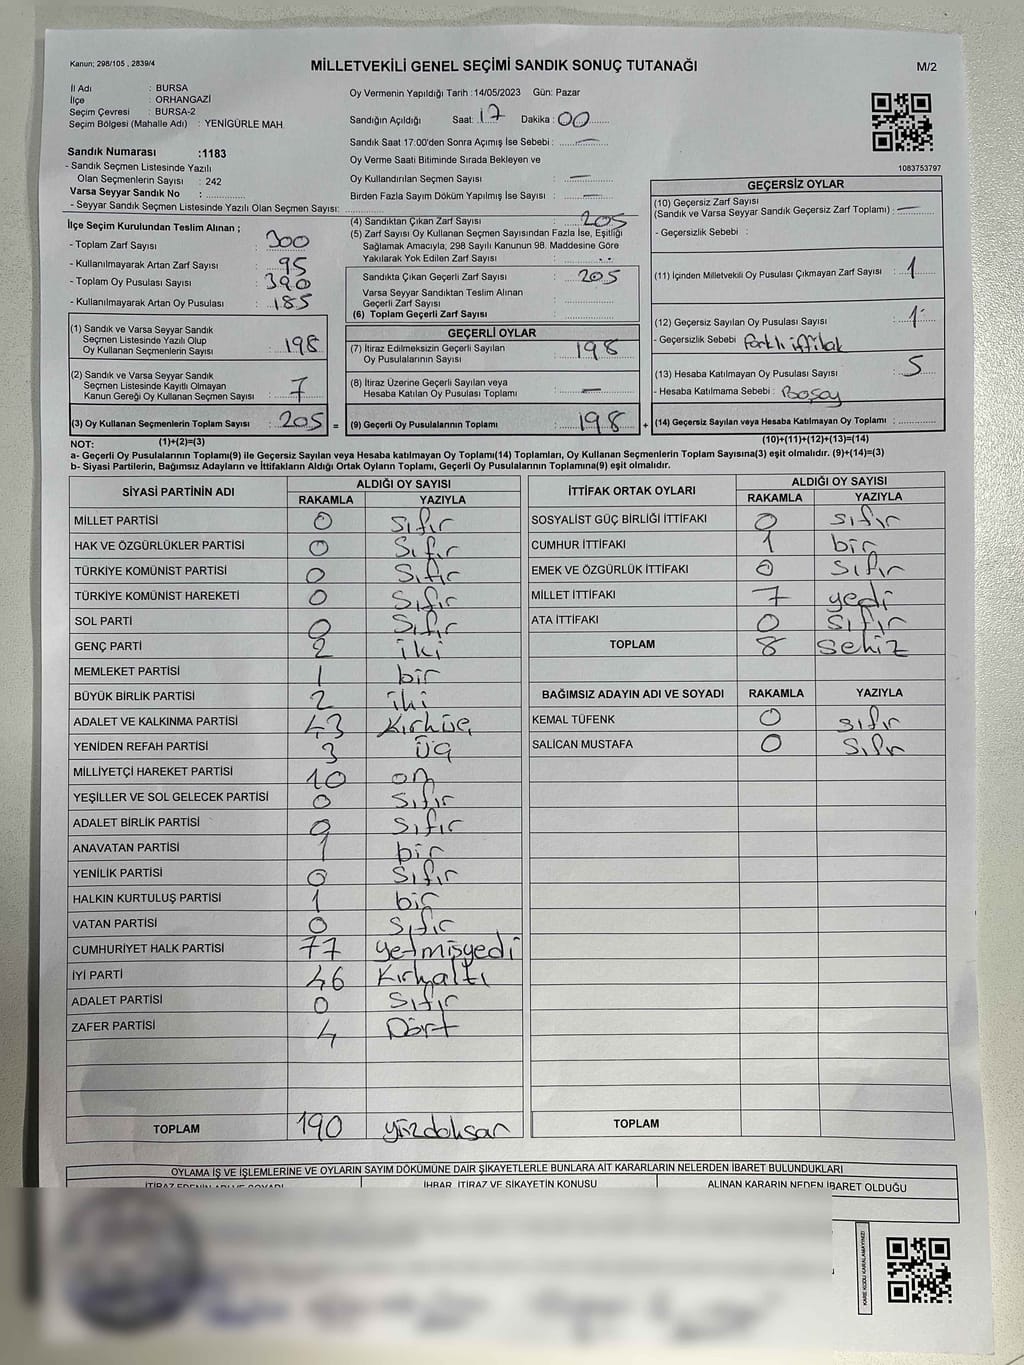 Kanun; 298/105 , 2839/4
MİLLETVEKİLİ GENEL SEÇİMİ SANDIK SONUÇ TUTANAĞI
M/2
İl Adı : BURSA
İlçe : ORHANGAZİ
Seçim Çevresi : BURSA-2
Seçim Bölgesi (Mahalle Adı) : YENİGÜRLE MAH.
Sandık Numarası :1183
- Sandık Seçmen Listesinde Yazılı
Olan Seçmenlerin Sayısı : 242
Varsa Seyyar Sandık No : ............
- Seyyar Sandık Seçmen Listesinde Yazılı Olan Seçmen Sayısı: ............
Oy Vermenin Yapıldığı Tarih :14/05/2023 Gün: Pazar
Sandığın Açıldığı Saat: 17 Dakika : 00
Sandık Saat 17:00'den Sonra Açımış İse Sebebi : —
Oy Verme Saati Bitiminde Sırada Bekleyen ve
Oy Kullandırılan Seçmen Sayısı : —
Birden Fazla Sayım Döküm Yapılmış İse Sayısı : —
1083753797
İlçe Seçim Kurulundan Teslim Alınan ;
- Toplam Zarf Sayısı : 300
- Kullanılmayarak Artan Zarf Sayısı : 95
- Toplam Oy Pusulası Sayısı : 390
- Kullanılmayarak Artan Oy Pusulası : 185
(1) Sandık ve Varsa Seyyar Sandık
Seçmen Listesinde Yazılı Olup
Oy Kullanan Seçmenlerin Sayısı : 198
(2) Sandık ve Varsa Seyyar Sandık
Seçmen Listesinde Kayıtlı Olmayan
Kanun Gereği Oy Kullanan Seçmen Sayısı : 7
(3) Oy Kullanan Seçmenlerin Toplam Sayısı : 205 =
(4) Sandıktan Çıkan Zarf Sayısı : 205
(5) Zarf Sayısı Oy Kullanan Seçmen Sayısından Fazla İse, Eşitliği
Sağlamak Amacıyla, 298 Sayılı Kanunun 98. Maddesine Göre
Yakılarak Yok Edilen Zarf Sayısı :
Sandıkta Çıkan Geçerli Zarf Sayısı : 205
Varsa Seyyar Sandıktan Teslim Alınan
Geçerli Zarf Sayısı : ............
(6) Toplam Geçerli Zarf Sayısı : ............
GEÇERLİ OYLAR
(7) İtiraz Edilmeksizin Geçerli Sayılan
Oy Pusulalarının Sayısı : 198
(8) İtiraz Üzerine Geçerli Sayılan veya
Hesaba Katılan Oy Pusulası Toplamı : —
(9) Geçerli Oy Pusulalarının Toplamı : 198 +
GEÇERSİZ OYLAR
(10) Geçersiz Zarf Sayısı
(Sandık ve Varsa Seyyar Sandık Geçersiz Zarf Toplamı) : —
- Geçersizlik Sebebi :
(11) İçinden Milletvekili Oy Pusulası Çıkmayan Zarf Sayısı : 1
(12) Geçersiz Sayılan Oy Pusulası Sayısı : 1
- Geçersizlik Sebebi : farklı iffilak
(13) Hesaba Katılmayan Oy Pusulası Sayısı : 5
- Hesaba Katılmama Sebebi : Boşoy
(14) Geçersiz Sayılan veya Hesaba Katılmayan Oy Toplamı : ............
NOT: (1)+(2)=(3) (10)+(11)+(12)+(13)=(14)
a- Geçerli Oy Pusulalarının Toplamı(9) ile Geçersiz Sayılan veya Hesaba katılmayan Oy Toplamı(14) Toplamları, Oy Kullanan Seçmenlerin Toplam Sayısına(3) eşit olmalıdır. (9)+(14)=(3)
b- Siyasi Partilerin, Bağımsız Adayların ve İttifakların Aldığı Ortak Oyların Toplamı, Geçerli Oy Pusulalarının Toplamına(9) eşit olmalıdır.
SİYASİ PARTİNİN ADI ALDIĞI OY SAYISI
RAKAMLA YAZIYLA
MİLLET PARTİSİ 0 sıfır
HAK VE ÖZGÜRLÜKLER PARTİSİ 0 Sıfır
TÜRKİYE KOMÜNİST PARTİSİ 0 Sıfır
TÜRKİYE KOMÜNİST HAREKETİ 0 Sıfır
SOL PARTİ 0 Sıfır
GENÇ PARTİ 2 iki
MEMLEKET PARTİSİ 1 bir
BÜYÜK BİRLİK PARTİSİ 2 iki
ADALET VE KALKINMA PARTİSİ 43 Kırküç
YENİDEN REFAH PARTİSİ 3 üç
MİLLİYETÇİ HAREKET PARTİSİ 10 on
YEŞİLLER VE SOL GELECEK PARTİSİ 0 Sıfır
ADALET BİRLİK PARTİSİ 0 Sıfır
ANAVATAN PARTİSİ 1 bir
YENİLİK PARTİSİ 0 Sıfır
HALKIN KURTULUŞ PARTİSİ 1 bir
VATAN PARTİSİ 0 Sıfır
CUMHURİYET HALK PARTİSİ 77 yetmişyedi
İYİ PARTİ 46 Kırkaltı
ADALET PARTİSİ 0 Sıfır
ZAFER PARTİSİ 4 Dört
TOPLAM 190 yüzdoksan
İTTİFAK ORTAK OYLARI ALDIĞI OY SAYISI
RAKAMLA YAZIYLA
SOSYALİST GÜÇ BİRLİĞİ İTTİFAKI 0 sıfır
CUMHUR İTTİFAKI 1 bir
EMEK VE ÖZGÜRLÜK İTTİFAKI 0 sıfır
MİLLET İTTİFAKI 7 yedi
ATA İTTİFAKI 0 sıfır
TOPLAM 8 sekiz
BAĞIMSIZ ADAYIN ADI VE SOYADI RAKAMLA YAZIYLA
KEMAL TÜFENK 0 sıfır
SALİCAN MUSTAFA 0 Sıfır
TOPLAM
OYLAMA İŞ VE İŞLEMLERİNE VE OYLARIN SAYIM DÖKÜMÜNE DAİR ŞİKAYETLERLE BUNLARA AİT KARARLARIN NELERDEN İBARET BULUNDUKLARI
İTİRAZ EDENİN ADI VE SOYADI İHBAR, İTİRAZ VE ŞİKAYETİN KONUSU ALINAN KARARIN NEDEN İBARET OLDUĞU
KARE KODU KARALAMAYINIZ!